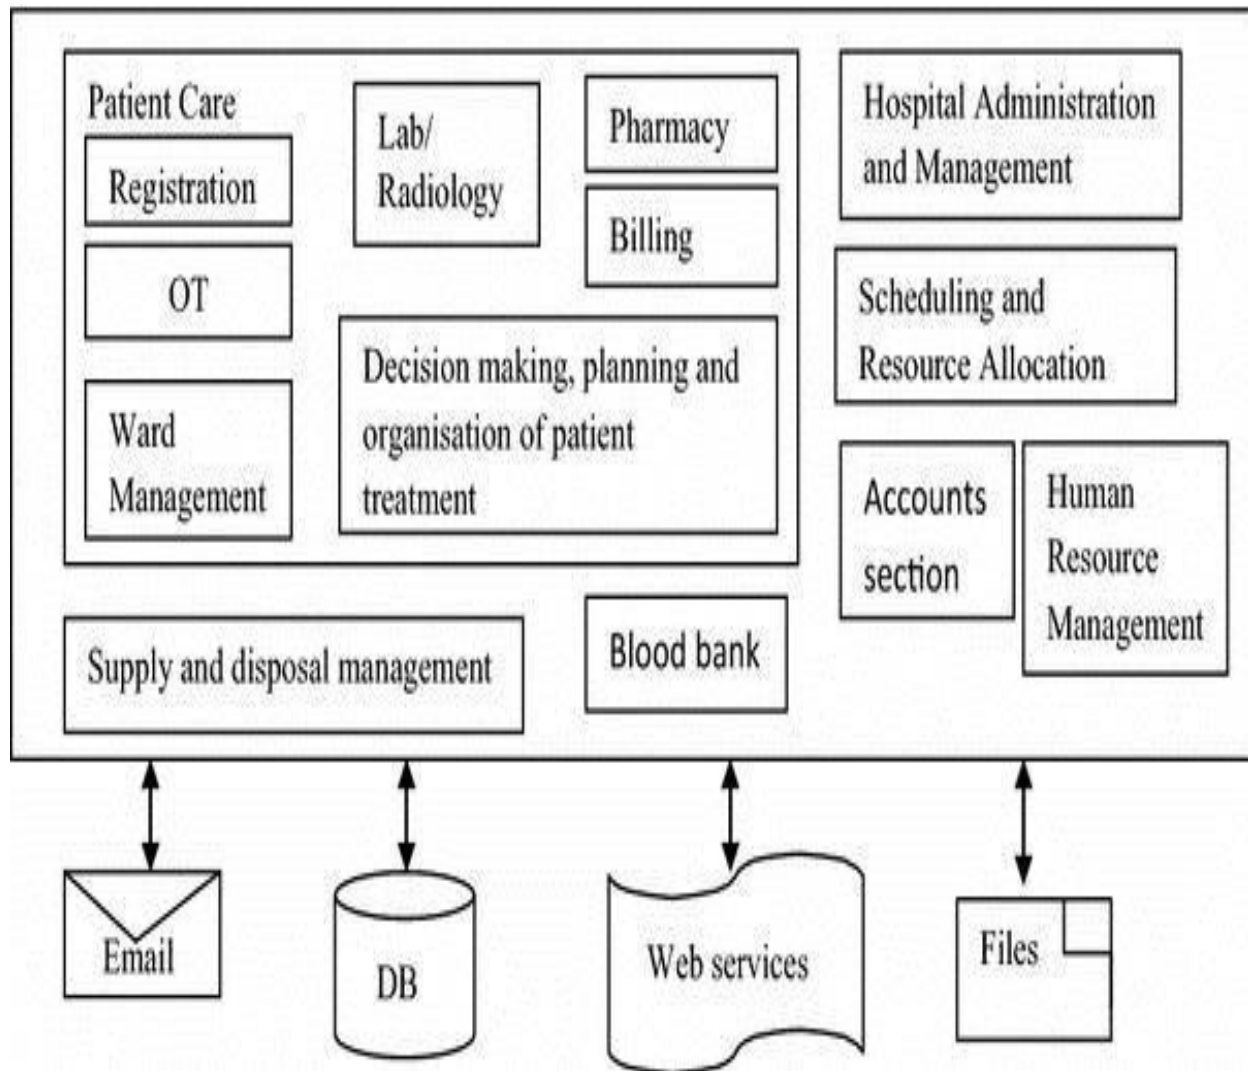 Patient Care
Registration
OT
Ward
Management
Lab/
Radiology
Pharmacy
Billing
Decision making, planning and
organisation of patient
treatment
Hospital Administration
and Management
Scheduling and
Resource Allocation
Accounts
section
Human
Resource
Management
Supply and disposal management
Blood bank
Email
DB
Web services
Files